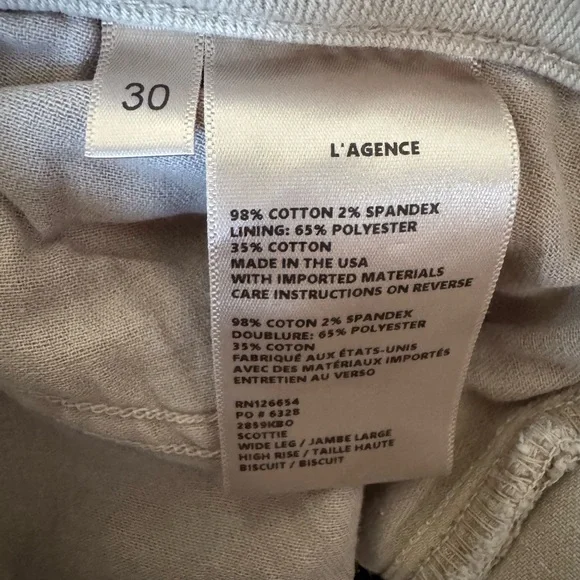 30
L'AGENCE
98% COTTON 2% SPANDEX
LINING: 65% POLYESTER
35% COTTON
MADE IN THE USA
WITH IMPORTED MATERIALS
CARE INSTRUCTIONS ON REVERSE
98% COTON 2% SPANDEX
DOUBLURE: 65% POLYESTER
35% COTON
FABRIQUÉ AUX ÉTATS-UNIS
AVEC DES MATÉRIAUX IMPORTÉS
ENTRETIEN AU VERSO
RN126654
PO # 6328
2859KBO
SCOTTIE
WIDE LEG / JAMBE LARGE
HIGH RISE / TAILLE HAUTE
BISCUIT / BISCUIT